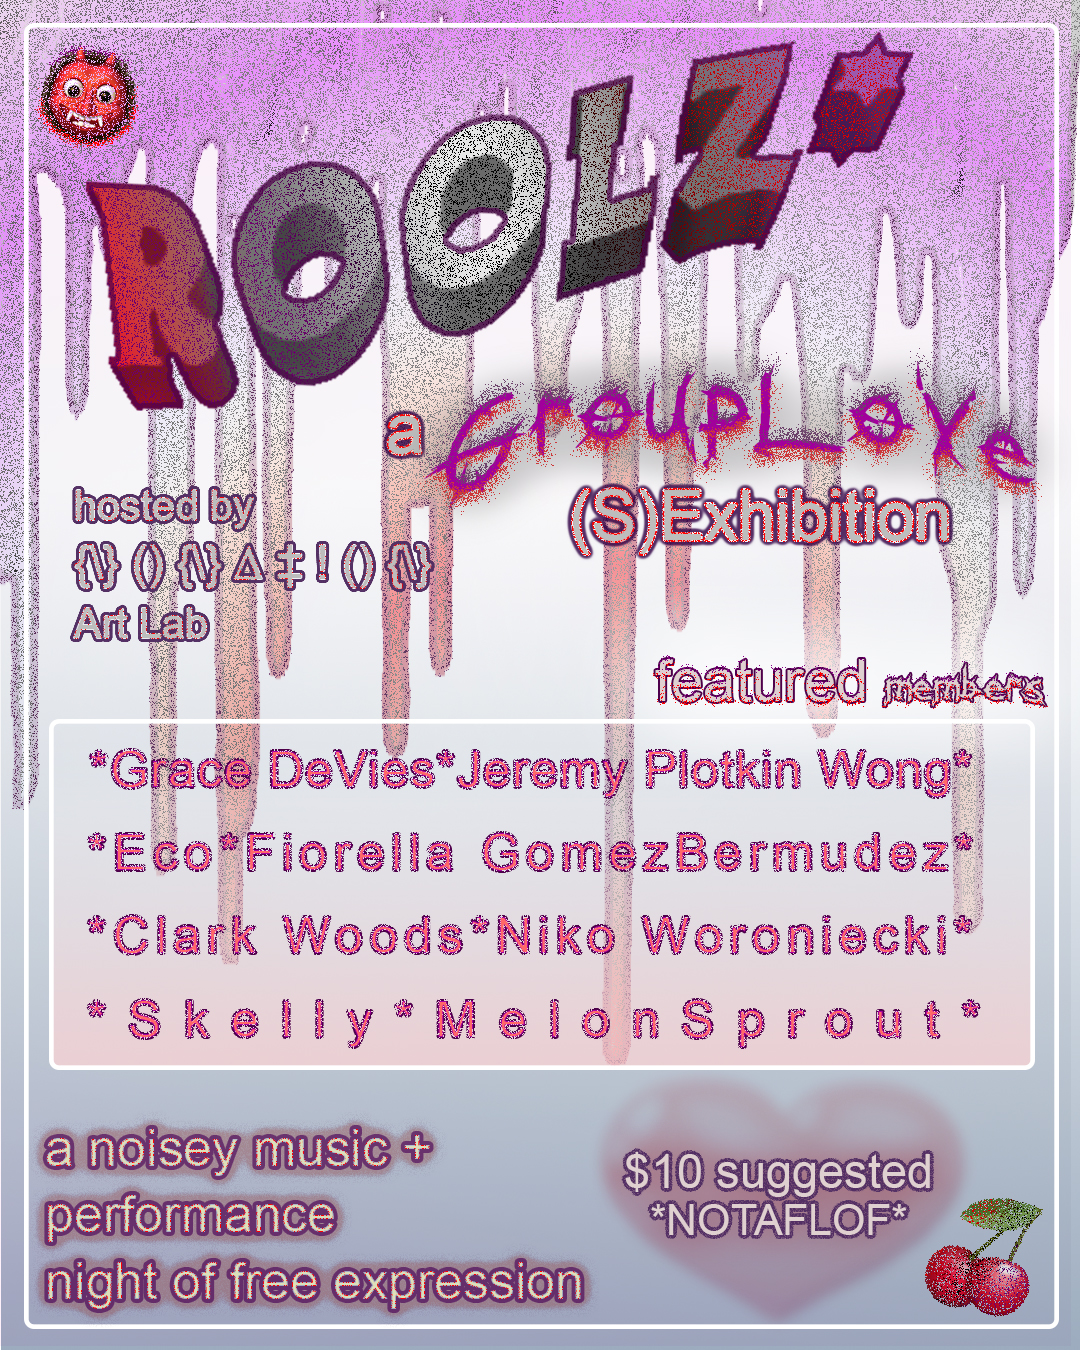 ROOLZ'
a GroupLove
(S)Exhibition
hosted by
{\} () {\} ∆ ‡ ! () {\}
Art Lab
featured members
*Grace DeVies*Jeremy Plotkin Wong*
*Eco*Fiorella GomezBermudez*
*Clark Woods*Niko Woroniecki*
*Skelly*MelonSprout*
a noisey music +
performance
night of free expression
$10 suggested
*NOTAFLOF*